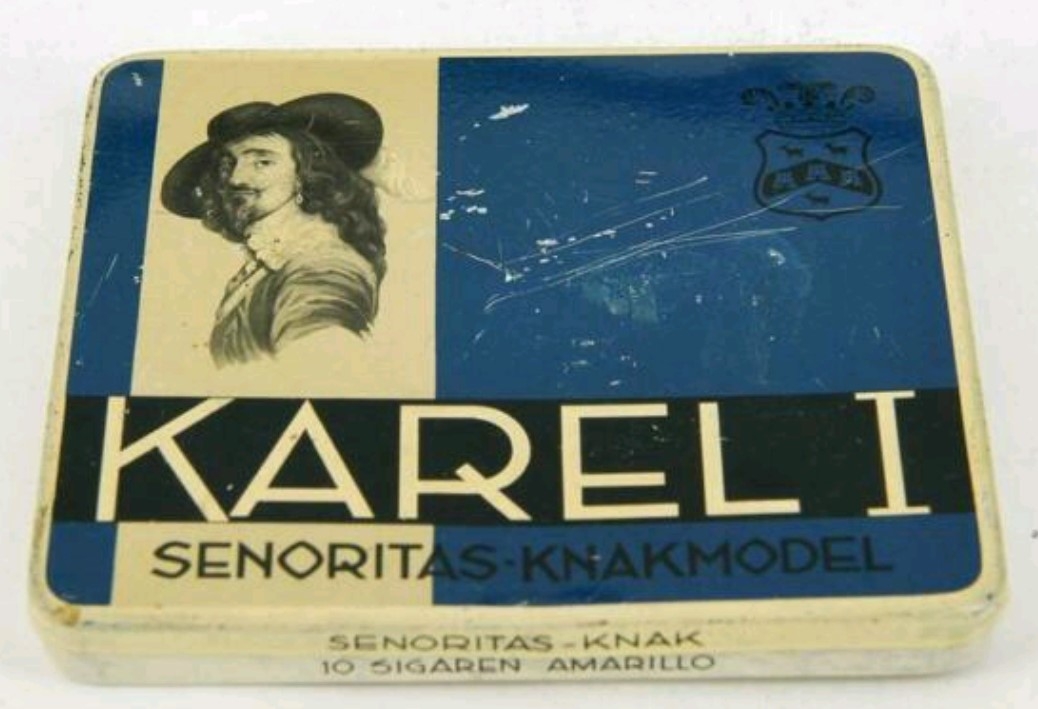 KAREL I
SENORITAS-KNAKMODEL
SENORITAS-KNAK
10 SIGAREN AMARILLO